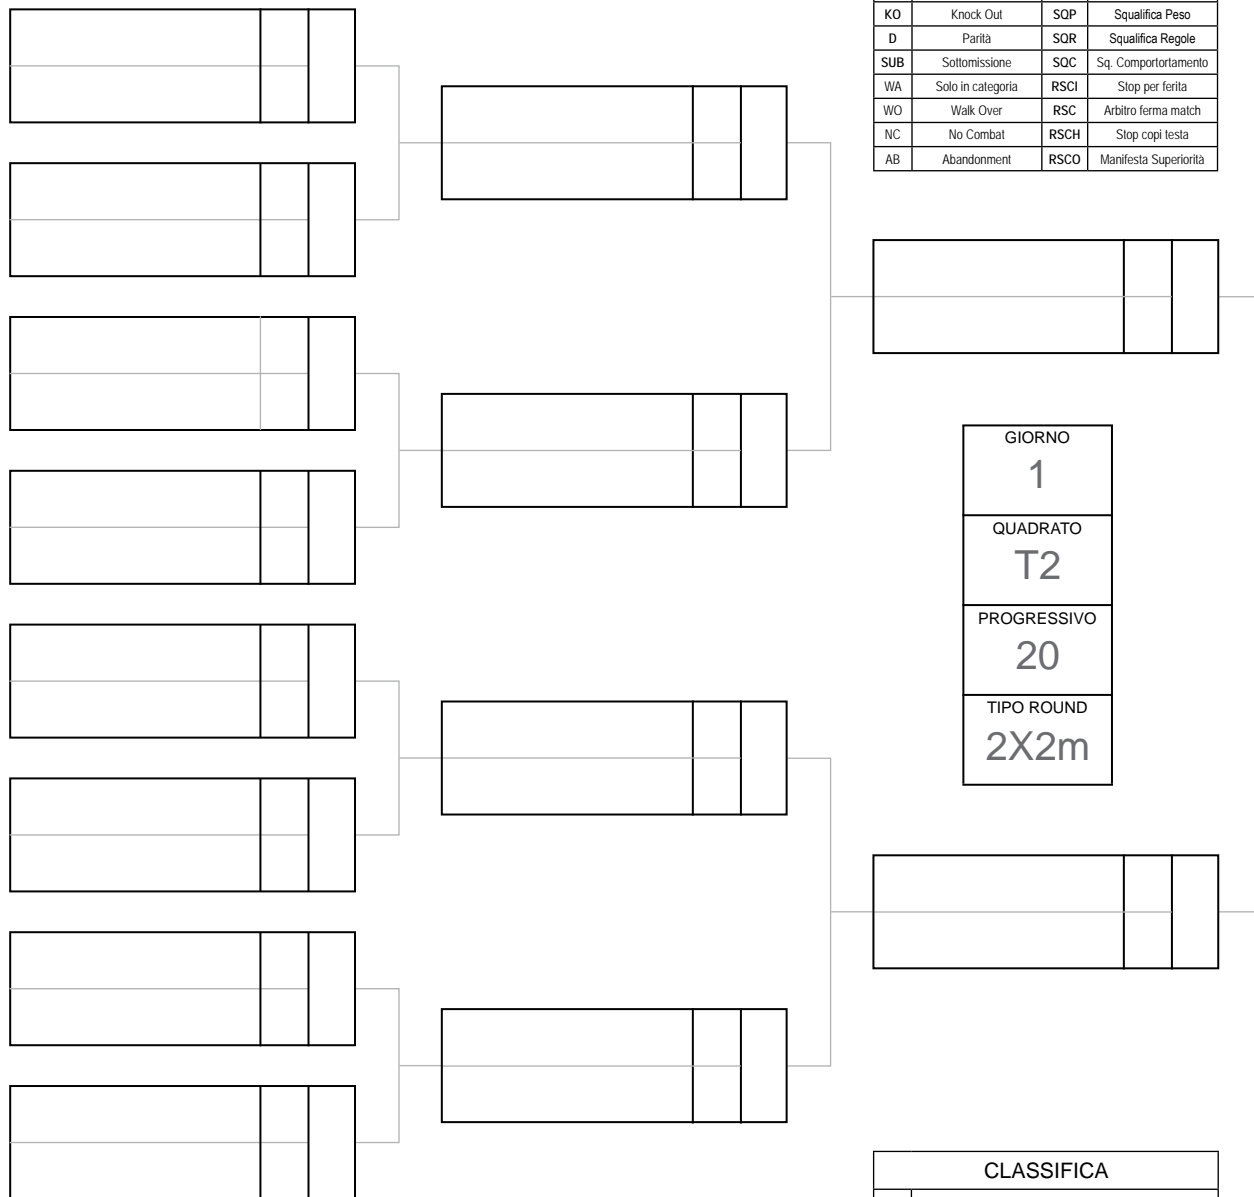 KO Knock Out SQP Squalifica Peso
D Parità SQR Squalifica Regole
SUB Sottomissione SQC Sq. Comportortamento
WA Solo in categoria RSCI Stop per ferita
WO Walk Over RSC Arbitro ferma match
NC No Combat RSCH Stop copi testa
AB Abandonment RSCO Manifesta Superiorità
GIORNO
1
QUADRATO
T2
PROGRESSIVO
20
TIPO ROUND
2X2m
CLASSIFICA